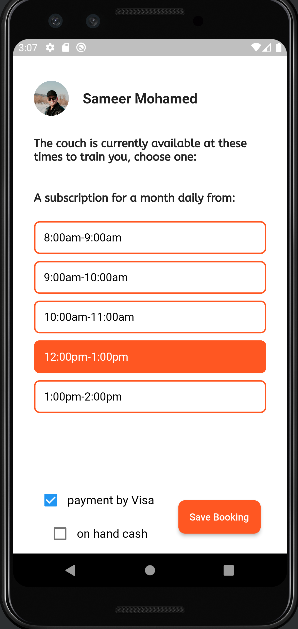 3:07
Sameer Mohamed
The couch is currently available at these
times to train you, choose one:
A subscription for a month daily from:
8:00am-9:00am
9:00am-10:00am
10:00am-11:00am
12:00pm-1:00pm
1:00pm-2:00pm
payment by Visa
Save Booking
on hand cash